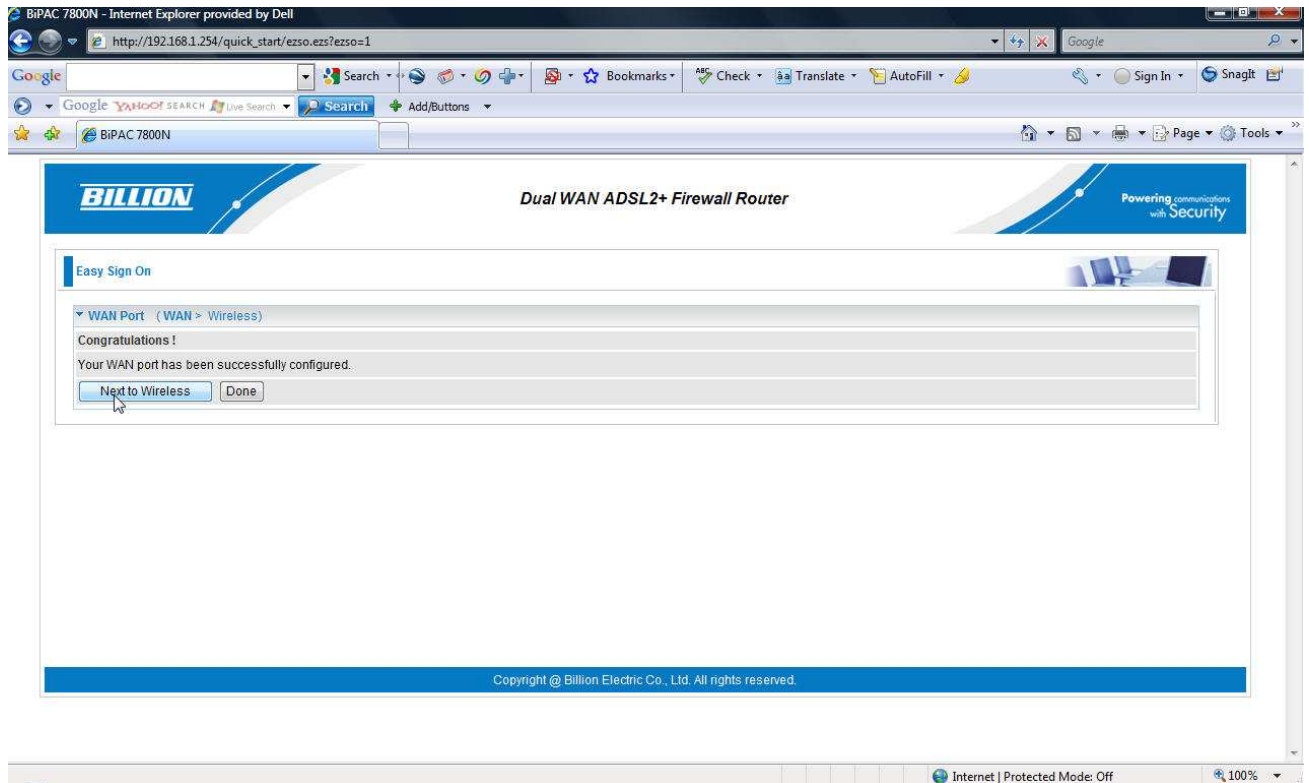 BiPAC 7800N - Internet Explorer provided by Dell
http://192.168.1.254/quick_start/ezso.ezs?ezso=1
Google
Google
Search
Bookmarks
ABC Check
āa Translate
AutoFill
Sign In
SnagIt
Google YAHOO! SEARCH Live Search
Search
Add/Buttons
BiPAC 7800N
Page
Tools
BILLION
Dual WAN ADSL2+ Firewall Router
Powering communications
with Security
Easy Sign On
WAN Port (WAN > Wireless)
Congratulations !
Your WAN port has been successfully configured.
Next to Wireless
Done
Copyright @ Billion Electric Co., Ltd. All rights reserved.
Internet | Protected Mode: Off
100%